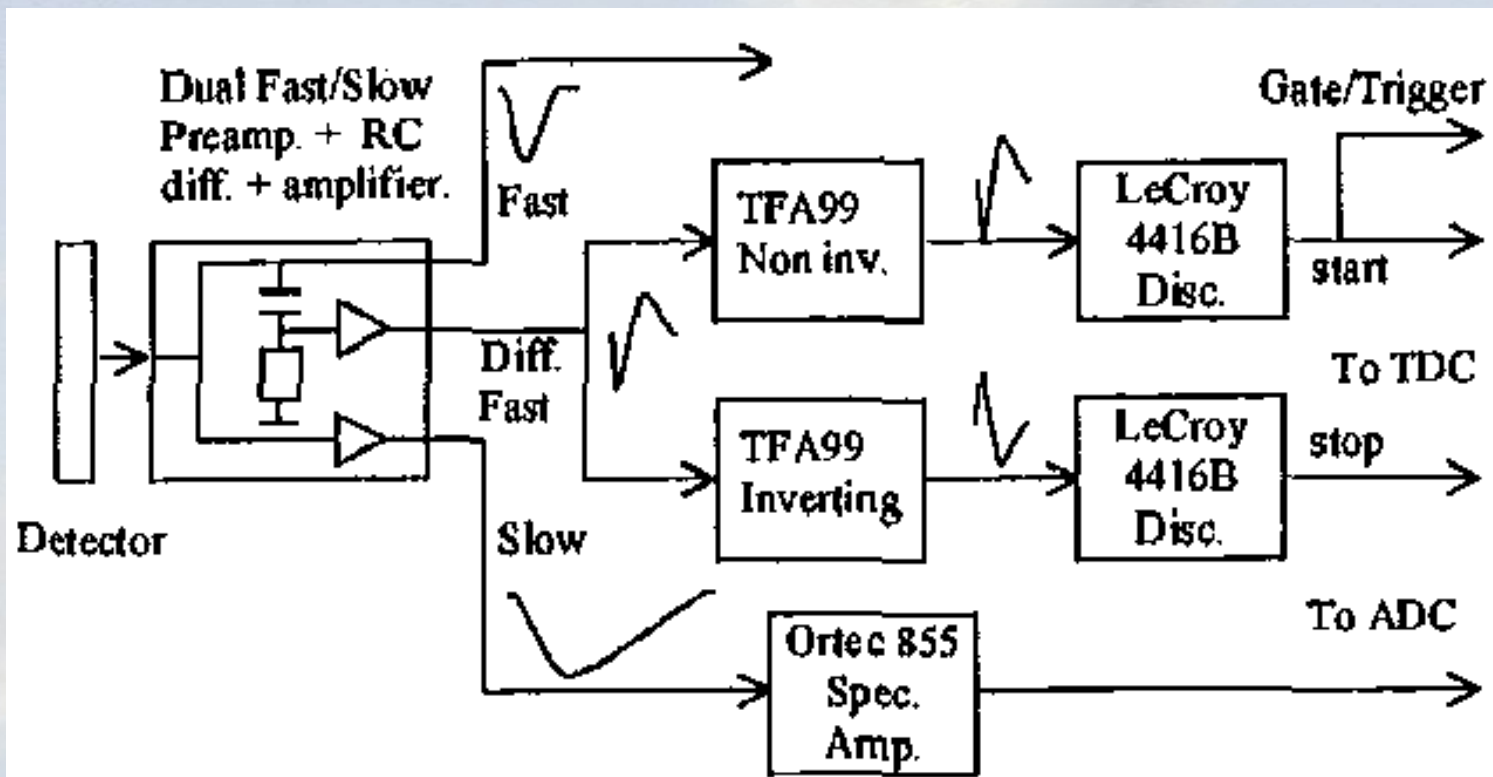 Dual Fast/Slow
Preamp. + RC
diff. + amplifier.
Fast
Gate/Trigger
TFA99
Non inv.
LeCroy
4416B
Disc.
start
Diff.
Fast
To TDC
TFA99
Inverting
LeCroy
4416B
Disc.
stop
Detector
Slow
Ortec 855
Spec.
Amp.
To ADC